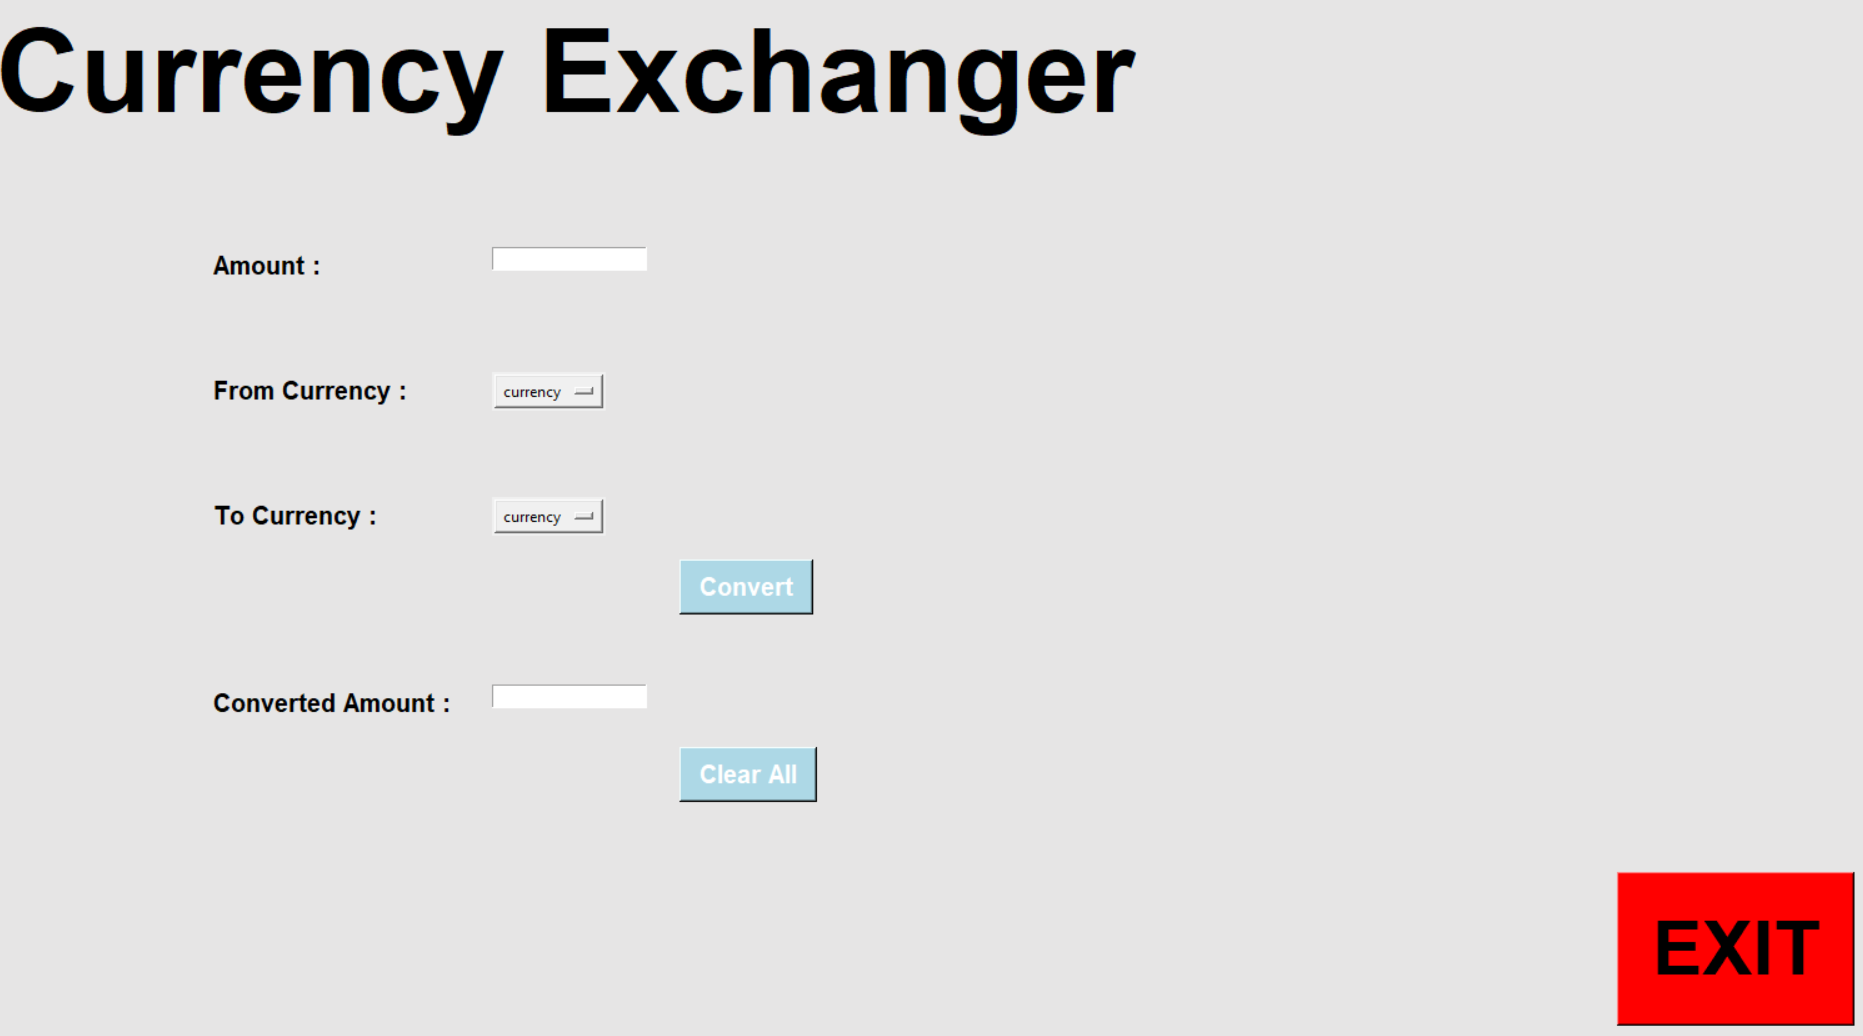 Currency Exchanger
Amount :
From Currency :
currency
To Currency :
currency
Convert
Converted Amount :
Clear All
EXIT